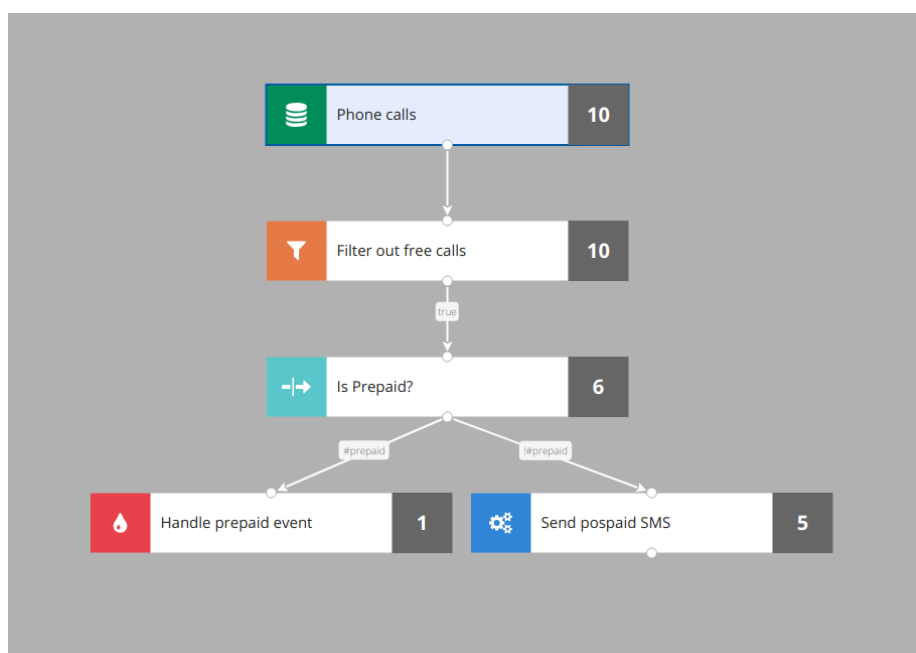 Phone calls 10
Filter out free calls 10
true
Is Prepaid? 6
#prepaid !#prepaid
Handle prepaid event 1 Send pospaid SMS 5